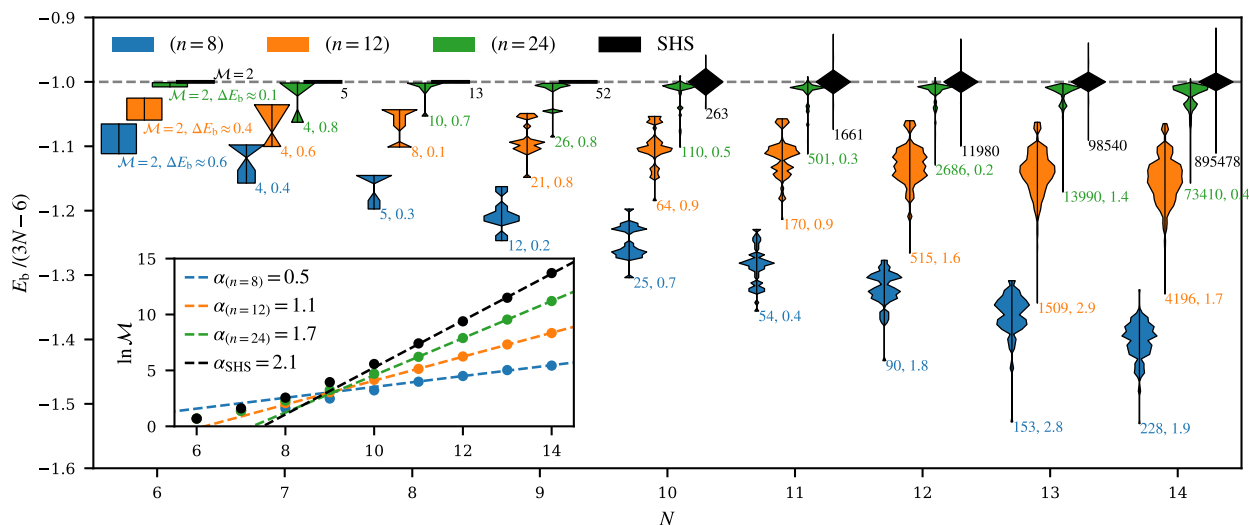 −0.9
−1.0
−1.1
−1.2
−1.3
−1.4
−1.5
−1.6
E_b/(3N−6)
(n=8)
(n=12)
(n=24)
SHS
ℳ=2
ℳ=2, ΔE_b≈0.1
ℳ=2, ΔE_b≈0.4
ℳ=2, ΔE_b≈0.6
5
4, 0.8
4, 0.6
4, 0.4
13
10, 0.7
8, 0.1
5, 0.3
52
26, 0.8
21, 0.8
12, 0.2
263
110, 0.5
64, 0.9
25, 0.7
1661
501, 0.3
170, 0.9
54, 0.4
11980
2686, 0.2
515, 1.6
90, 1.8
98540
13990, 1.4
1509, 2.9
153, 2.8
895478
73410, 0.4
4196, 1.7
228, 1.9
15
10
5
0
ln ℳ
α_(n=8)=0.5
α_(n=12)=1.1
α_(n=24)=1.7
α_SHS=2.1
6 8 10 12 14
6 7 8 9 10 11 12 13 14
N